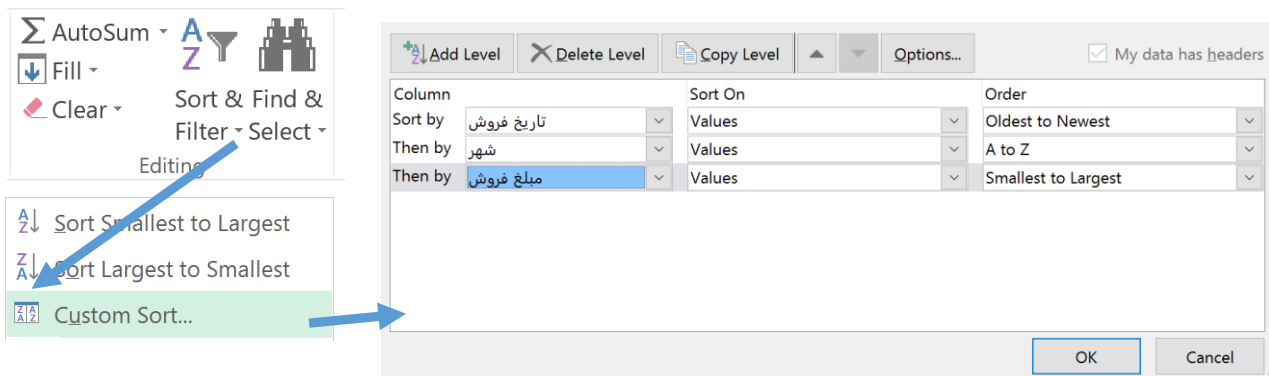 AutoSum
Fill
Clear
Sort & Filter
Find & Select
Editing
Sort Smallest to Largest
Sort Largest to Smallest
Custom Sort...
Add Level Delete Level Copy Level Options... My data has headers
Column Sort On Order
Sort by تاریخ فروش Values Oldest to Newest
Then by شهر Values A to Z
Then by مبلغ فروش Values Smallest to Largest
OK Cancel